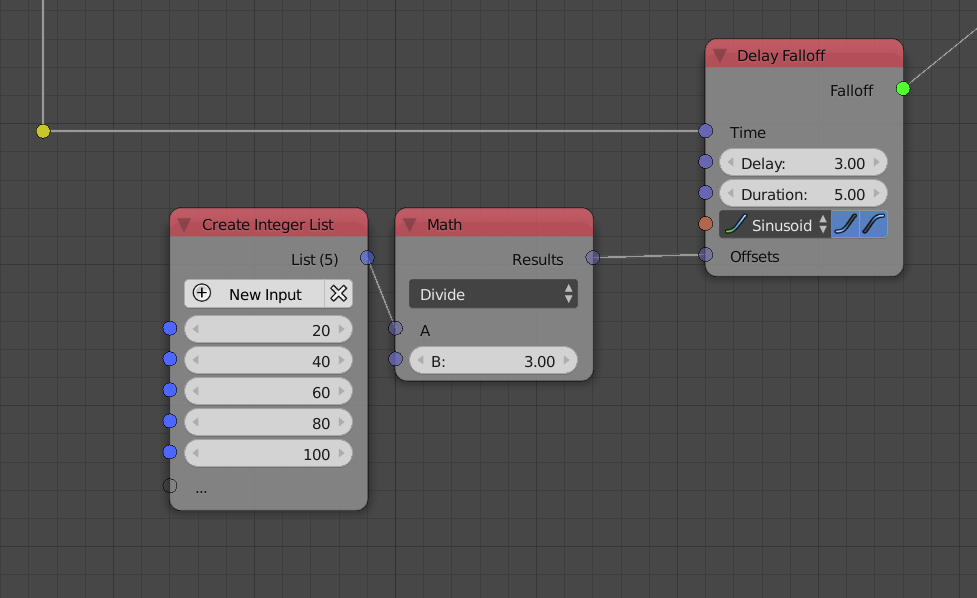 Delay Falloff
Falloff
Time
Delay: 3.00
Duration: 5.00
Sinusoid
Offsets
Create Integer List
List (5)
New Input
20
40
60
80
100
...
Math
Results
Divide
A
B: 3.00